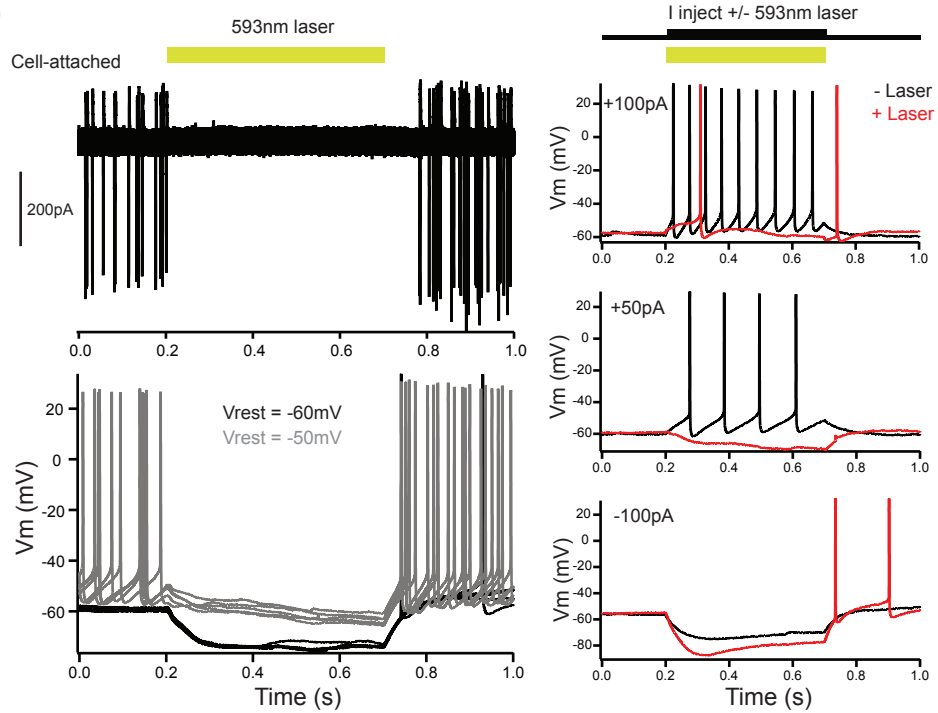 593nm laser
Cell-attached
200pA
0.0 0.2 0.4 0.6 0.8 1.0
Vrest = -60mV
Vrest = -50mV
Vm (mV)
20
0
-20
-40
-60
0.0 0.2 0.4 0.6 0.8 1.0
Time (s)
I inject +/- 593nm laser
- Laser
+ Laser
+100pA
Vm (mV)
20
0
-20
-40
-60
0.0 0.2 0.4 0.6 0.8 1.0
+50pA
Vm (mV)
20
0
-20
-40
-60
0.0 0.2 0.4 0.6 0.8 1.0
-100pA
Vm (mV)
20
0
-20
-40
-60
-80
0.0 0.2 0.4 0.6 0.8 1.0
Time (s)